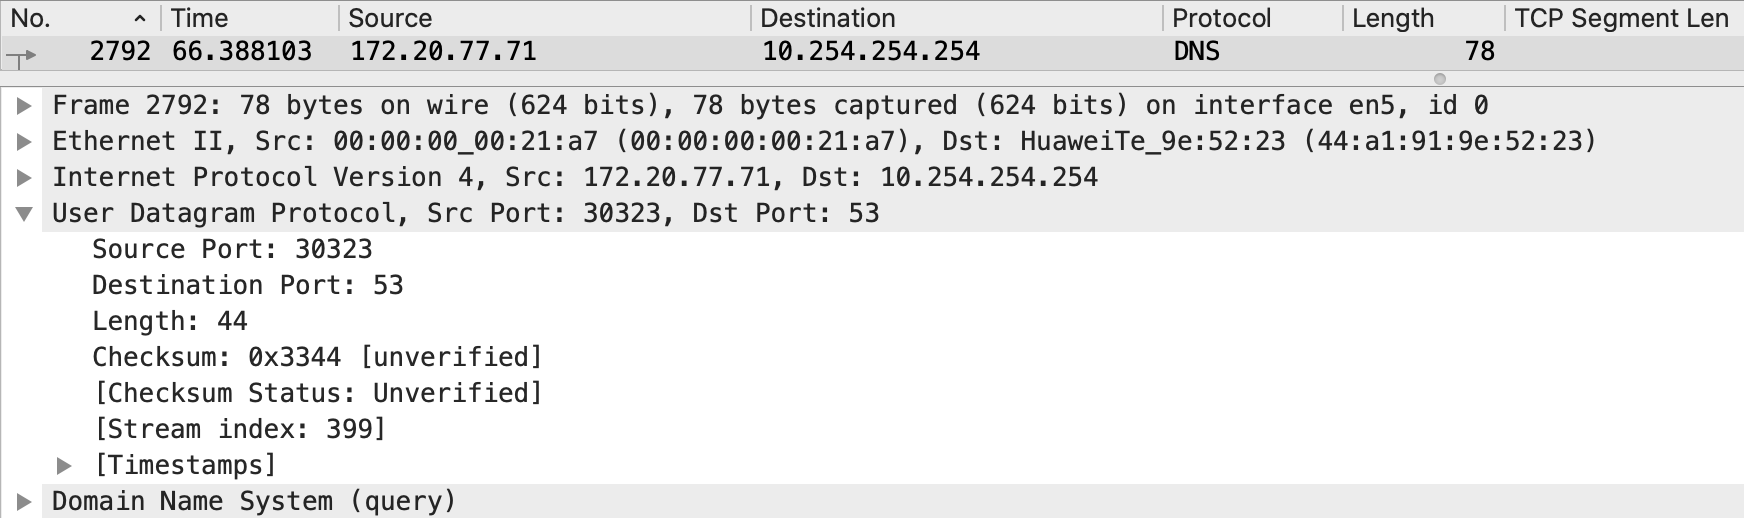 No. Time Source Destination Protocol Length TCP Segment Len
2792 66.388103 172.20.77.71 10.254.254.254 DNS 78
Frame 2792: 78 bytes on wire (624 bits), 78 bytes captured (624 bits) on interface en5, id 0
Ethernet II, Src: 00:00:00_00:21:a7 (00:00:00:00:21:a7), Dst: HuaweiTe_9e:52:23 (44:a1:91:9e:52:23)
Internet Protocol Version 4, Src: 172.20.77.71, Dst: 10.254.254.254
User Datagram Protocol, Src Port: 30323, Dst Port: 53
Source Port: 30323
Destination Port: 53
Length: 44
Checksum: 0x3344 [unverified]
[Checksum Status: Unverified]
[Stream index: 399]
[Timestamps]
Domain Name System (query)